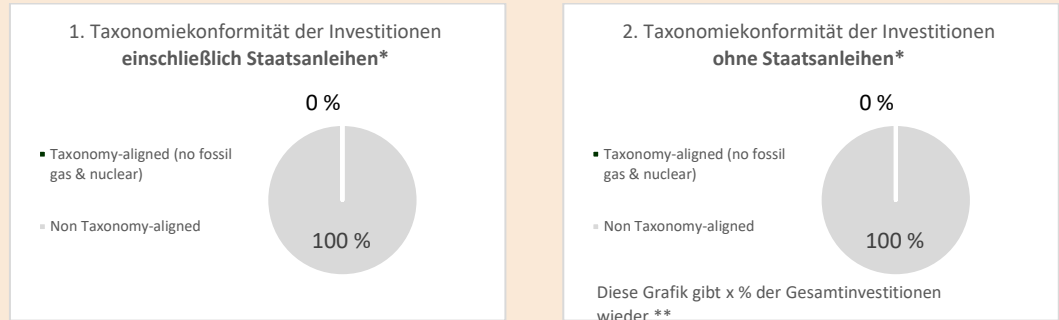 1. Taxonomiekonformität der Investitionen
einschließlich Staatsanleihen*
0 %
Taxonomy-aligned (no fossil
gas & nuclear)
Non Taxonomy-aligned
100 %
2. Taxonomiekonformität der Investitionen
ohne Staatsanleihen*
0 %
Taxonomy-aligned (no fossil
gas & nuclear)
Non Taxonomy-aligned
100 %
Diese Grafik gibt x % der Gesamtinvestitionen
wieder.**